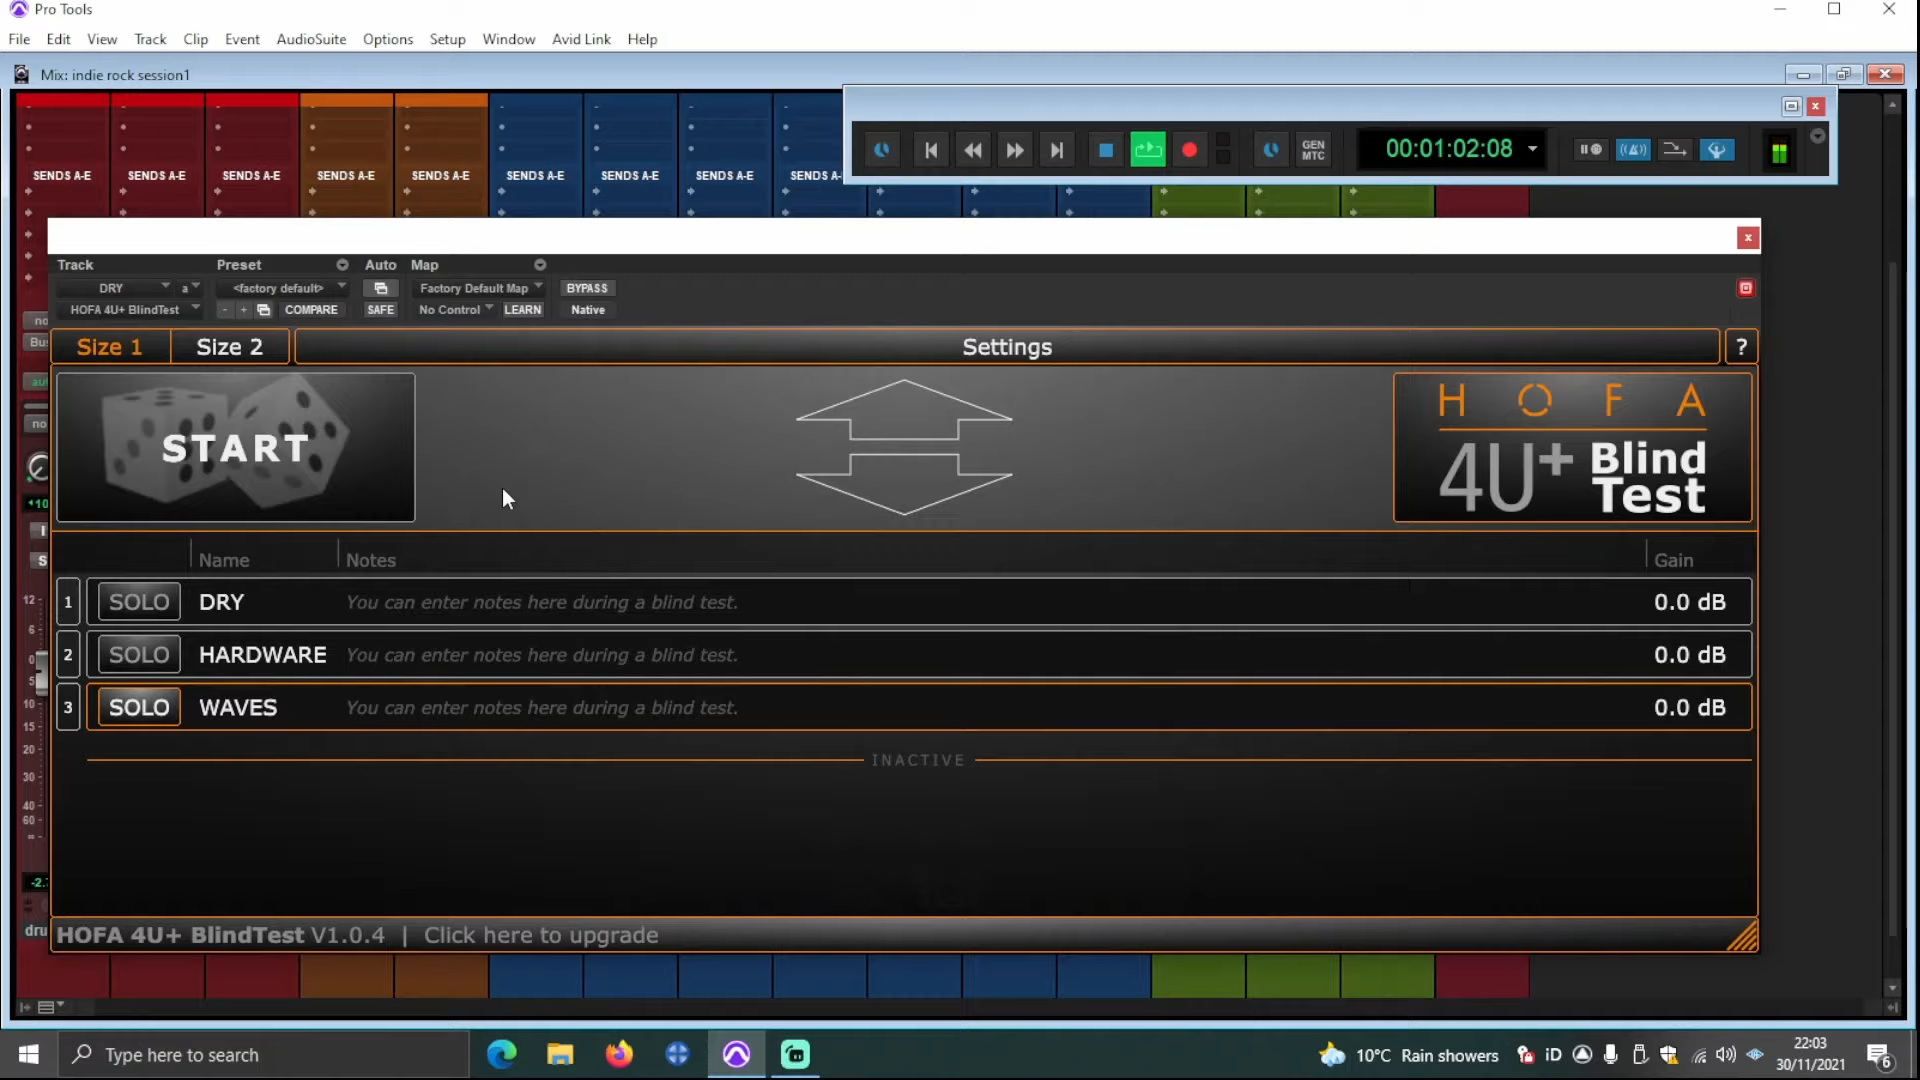 Pro Tools
File Edit View Track Clip Event AudioSuite Options Setup Window Avid Link Help
Mix: indie rock session1
GEN MTC 00:01:02:08
SENDS A-E SENDS A-E SENDS A-E SENDS A-E SENDS A-E SENDS A-E SENDS A-E SENDS A-E SENDS A-
Track Preset Auto Map
DRY a <factory default> Factory Default Map BYPASS
HOFA 4U+ BlindTest - + COMPARE SAFE No Control LEARN Native
Size 1 Size 2 Settings ?
START
HOFA
4U+ Blind Test
Name Notes Gain
1 SOLO DRY You can enter notes here during a blind test. 0.0 dB
2 SOLO HARDWARE You can enter notes here during a blind test. 0.0 dB
3 SOLO WAVES You can enter notes here during a blind test. 0.0 dB
INACTIVE
HOFA 4U+ BlindTest V1.0.4 | Click here to upgrade
Type here to search
10°C Rain showers iD 22:03
30/11/2021 6